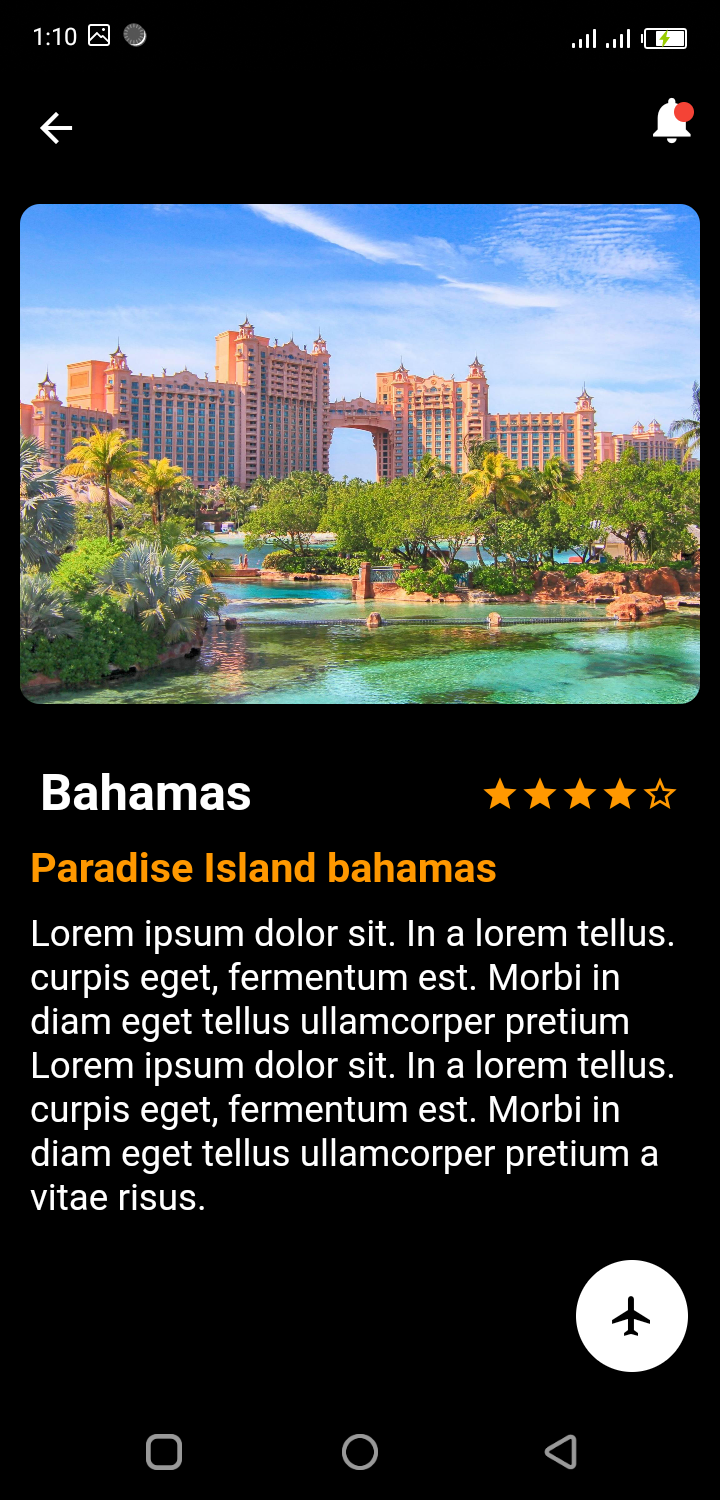 1:10
Bahamas
Paradise Island bahamas
Lorem ipsum dolor sit. In a lorem tellus.
curpis eget, fermentum est. Morbi in
diam eget tellus ullamcorper pretium
Lorem ipsum dolor sit. In a lorem tellus.
curpis eget, fermentum est. Morbi in
diam eget tellus ullamcorper pretium a
vitae risus.